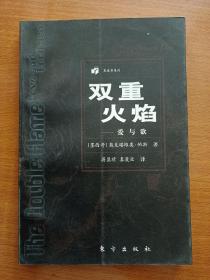 双重
火焰
——爱与欲
[墨西哥] 奥克塔维奥·帕斯 著
蒋显璟 真漫亚 译
东方出版社
The Double Flame